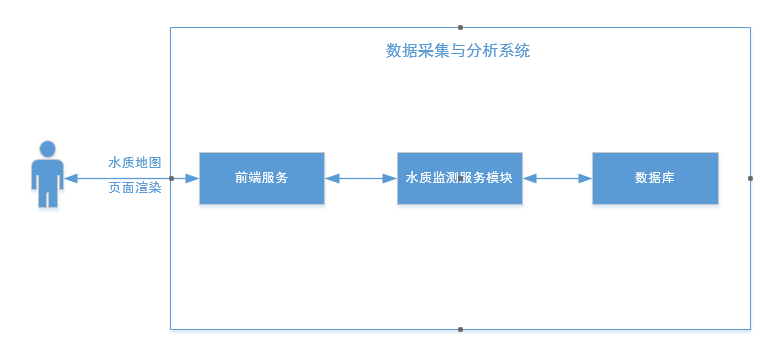 数据采集与分析系统
水质地图
页面渲染
前端服务
水质监测服务模块
数据库